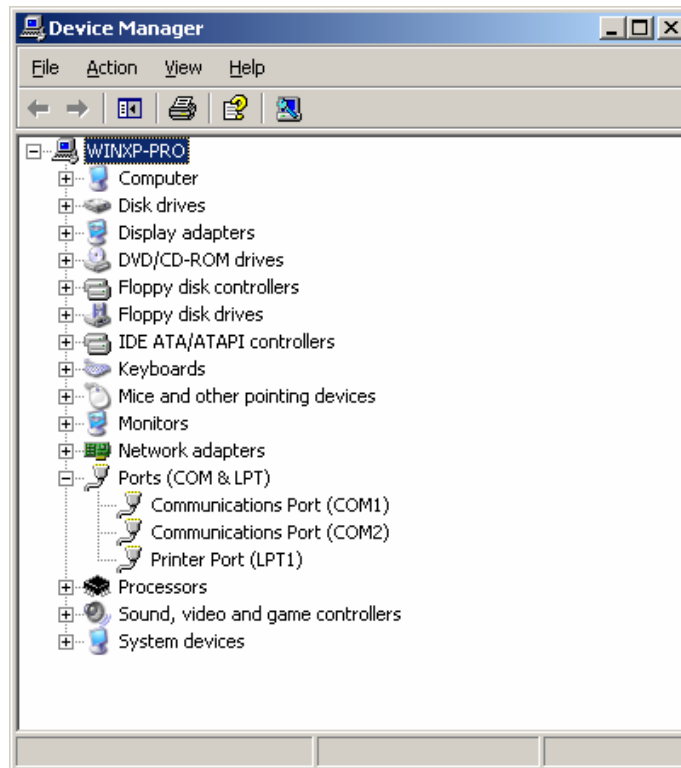 Device Manager
File Action View Help
WINXP-PRO
Computer
Disk drives
Display adapters
DVD/CD-ROM drives
Floppy disk controllers
Floppy disk drives
IDE ATA/ATAPI controllers
Keyboards
Mice and other pointing devices
Monitors
Network adapters
Ports (COM & LPT)
Communications Port (COM1)
Communications Port (COM2)
Printer Port (LPT1)
Processors
Sound, video and game controllers
System devices